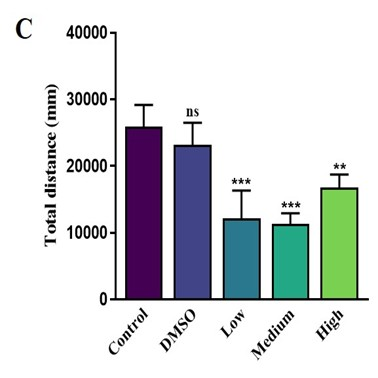 C
Total distance (mm)
40000
30000
20000
10000
0
ns
***
***
**
Control
DMSO
Low
Medium
High